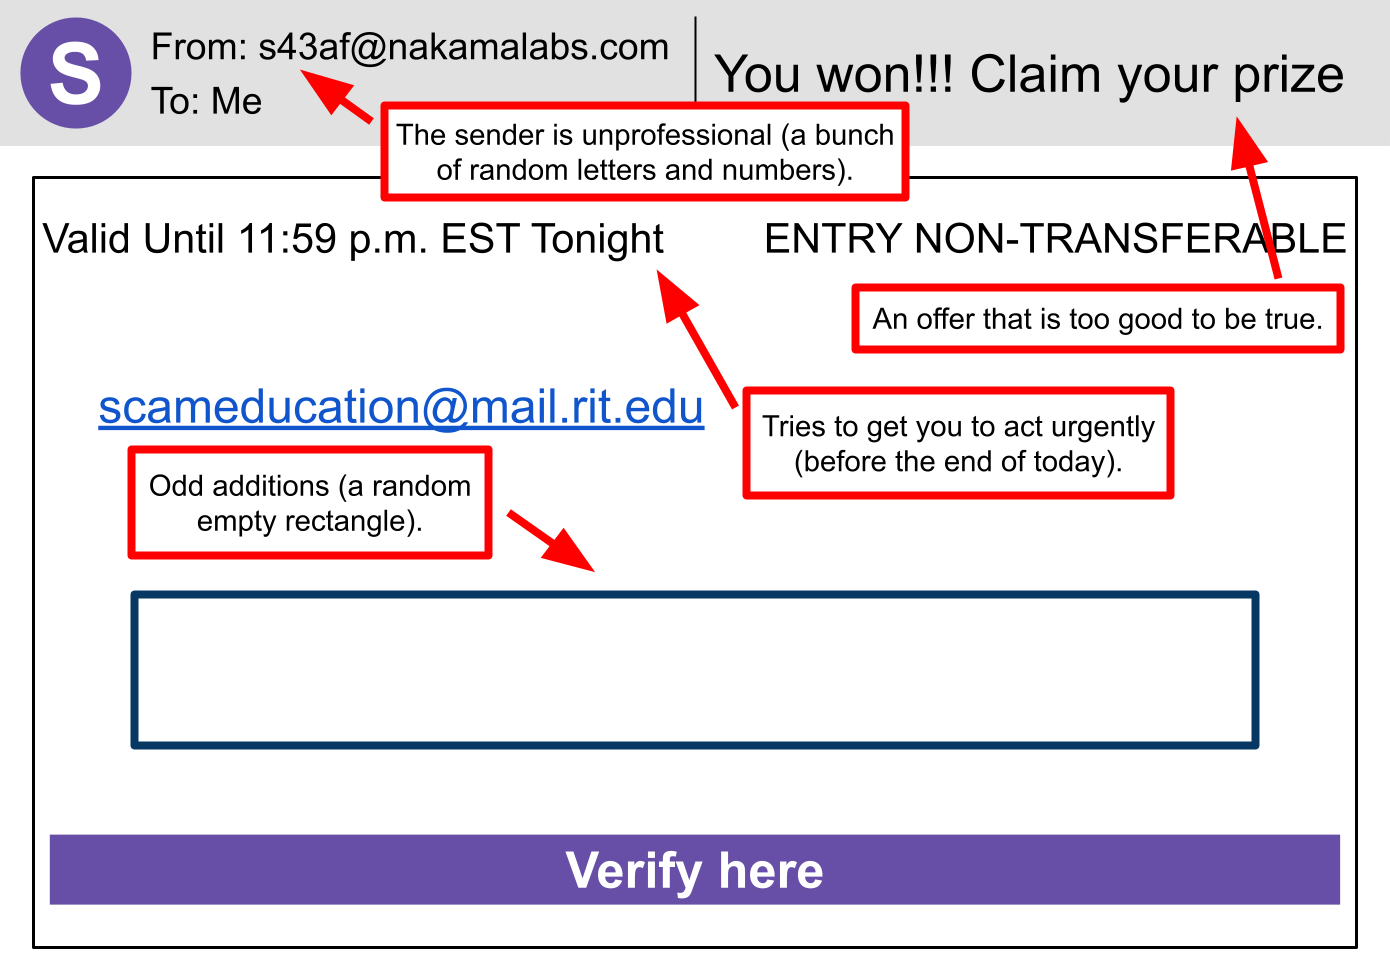 S
From: s43af@nakamalabs.com
To: Me
You won!!! Claim your prize
The sender is unprofessional (a bunch
of random letters and numbers).
Valid Until 11:59 p.m. EST Tonight
ENTRY NON-TRANSFERABLE
An offer that is too good to be true.
scameducation@mail.rit.edu
Tries to get you to act urgently
(before the end of today).
Odd additions (a random
empty rectangle).
Verify here